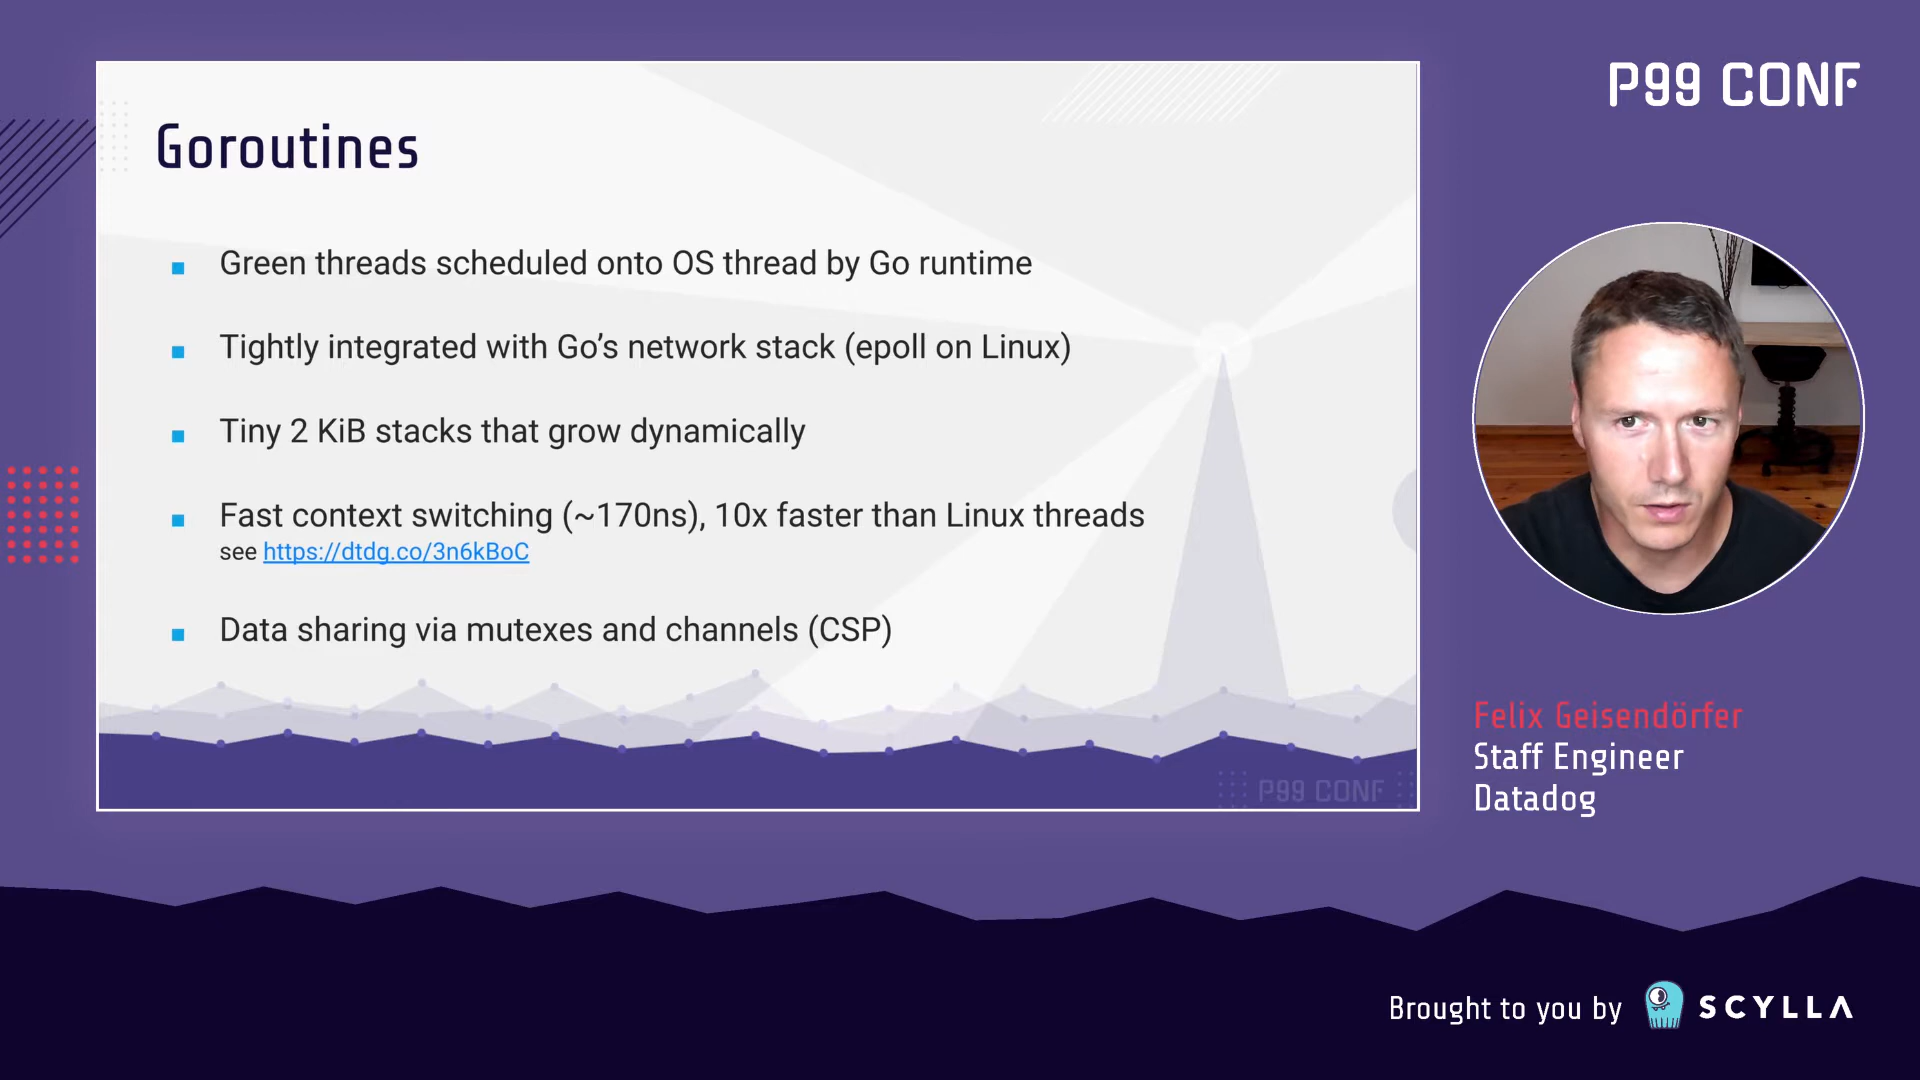 P99 CONF
Goroutines
Green threads scheduled onto OS thread by Go runtime
Tightly integrated with Go’s network stack (epoll on Linux)
Tiny 2 KiB stacks that grow dynamically
Fast context switching (~170ns), 10x faster than Linux threads
see https://dtdg.co/3n6kBoC
Data sharing via mutexes and channels (CSP)
P99 CONF
Felix Geisendörfer
Staff Engineer
Datadog
Brought to you by SCYLLA